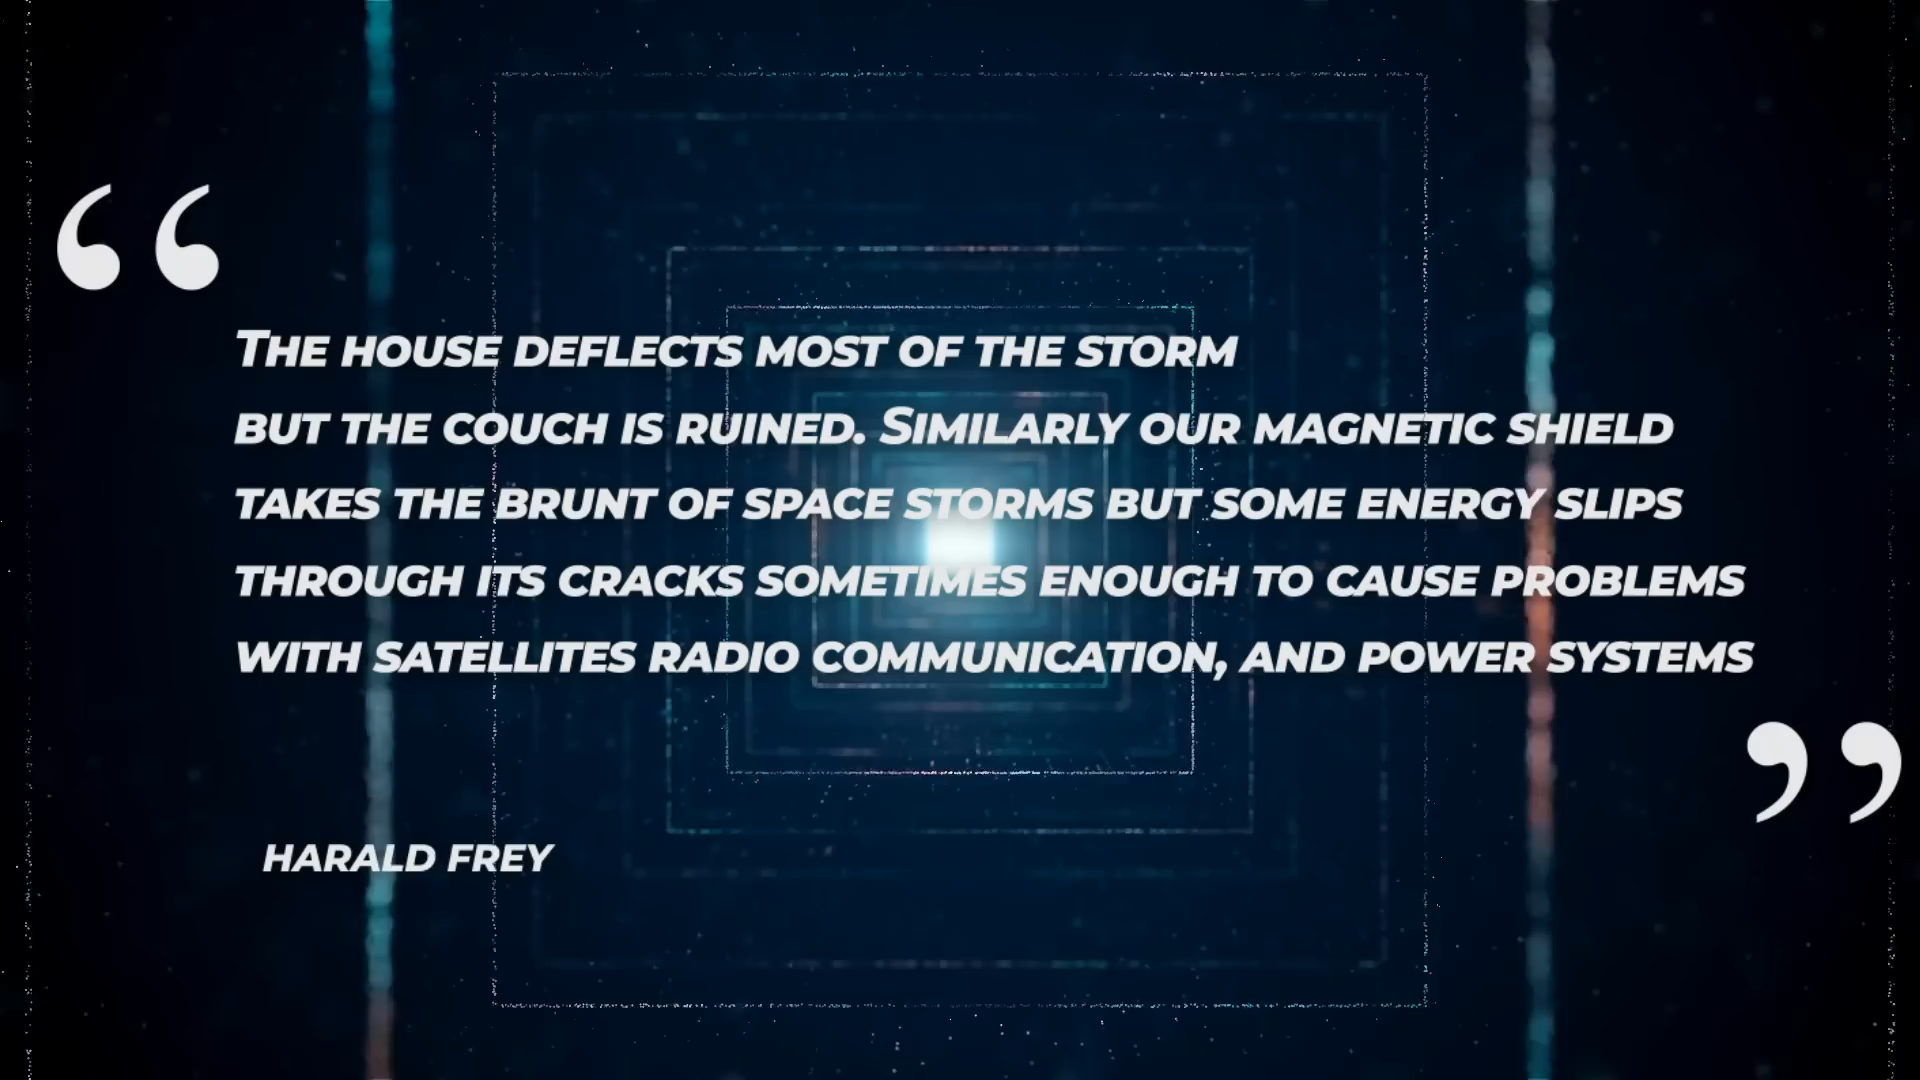 “
The house deflects most of the storm
but the couch is ruined. Similarly our magnetic shield
takes the brunt of space storms but some energy slips
through its cracks sometimes enough to cause problems
with satellites radio communication, and power systems
”
Harald Frey